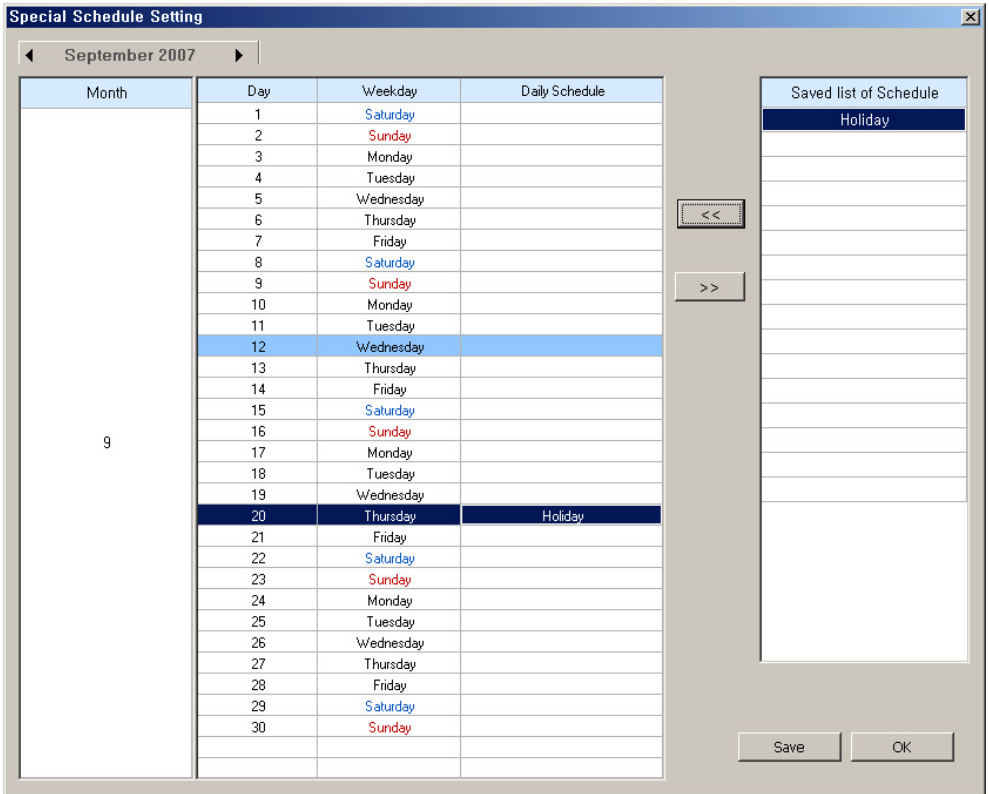 Special Schedule Setting
September 2007
Month
9
Day Weekday Daily Schedule
1 Saturday
2 Sunday
3 Monday
4 Tuesday
5 Wednesday
6 Thursday
7 Friday
8 Saturday
9 Sunday
10 Monday
11 Tuesday
12 Wednesday
13 Thursday
14 Friday
15 Saturday
16 Sunday
17 Monday
18 Tuesday
19 Wednesday
20 Thursday Holiday
21 Friday
22 Saturday
23 Sunday
24 Monday
25 Tuesday
26 Wednesday
27 Thursday
28 Friday
29 Saturday
30 Sunday
<<
>>
Saved list of Schedule
Holiday
Save OK